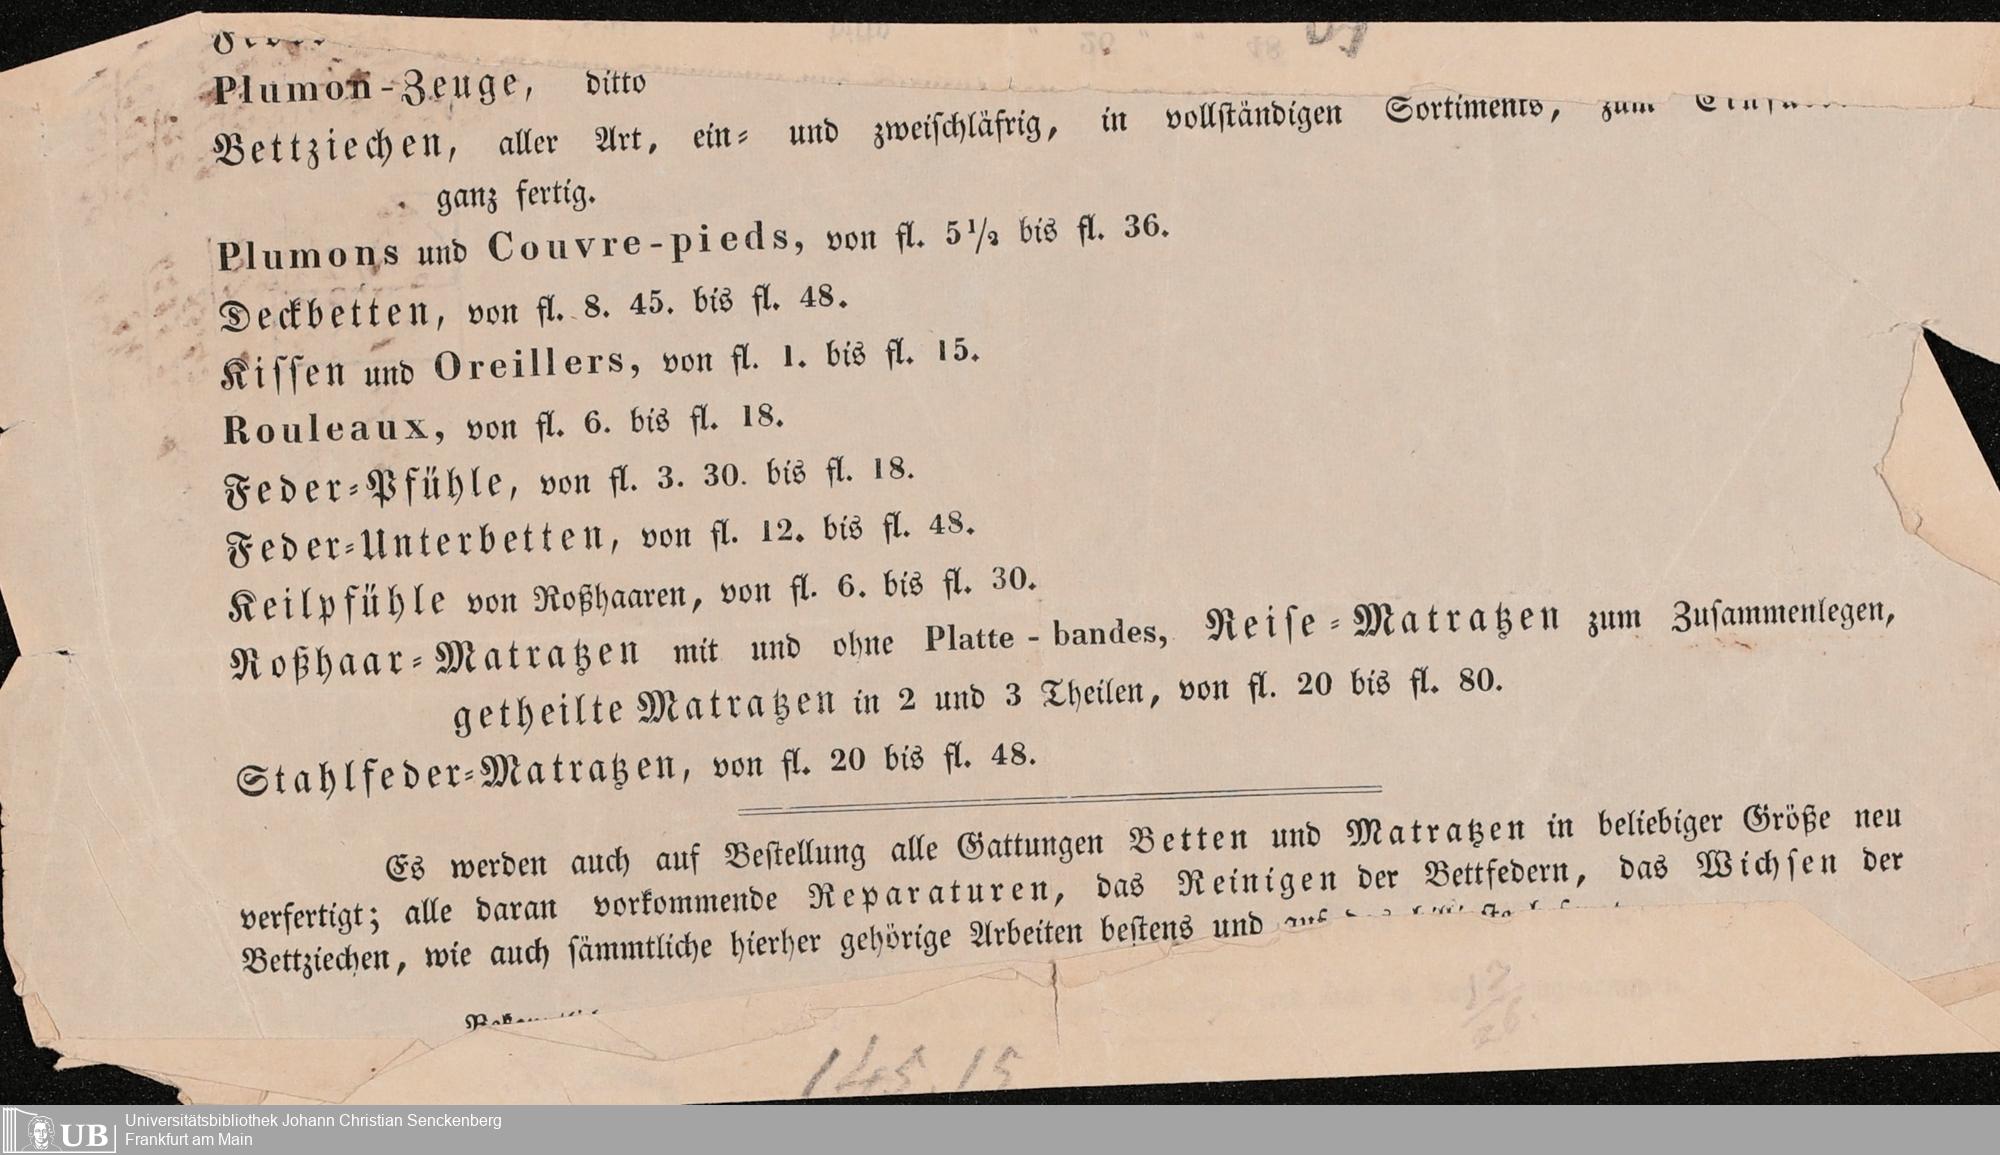 Plumon-Zeuge, ditto
Bettziechen, aller Art, ein- und zweischläfrig, in vollständigen Sortiments, zum
ganz fertig.
Plumons und Couvre-pieds, von fl. 5 1/2 bis fl. 36.
Deckbetten, von fl. 8. 45. bis fl. 48.
Kissen und Oreillers, von fl. 1. bis fl. 15.
Rouleaux, von fl. 6. bis fl. 18.
Feder-Pfühle, von fl. 3. 30. bis fl. 18.
Feder-Unterbetten, von fl. 12. bis fl. 48.
Keilpfühle von Roßhaaren, von fl. 6. bis fl. 30.
Roßhaar-Matratzen mit und ohne Platte-bandes, Reise-Matratzen zum Zusammenlegen,
getheilte Matratzen in 2 und 3 Theilen, von fl. 20 bis fl. 80.
Stahlfeder-Matratzen, von fl. 20 bis fl. 48.
Es werden auch auf Bestellung alle Gattungen Betten und Matratzen in beliebiger Größe neu
verfertigt; alle daran vorkommende Reparaturen, das Reinigen der Bettfedern, das Wichsen der
Bettziechen, wie auch sämmtliche hierher gehörige Arbeiten bestens und auf
145.15
UB
Universitätsbibliothek Johann Christian Senckenberg
Frankfurt am Main